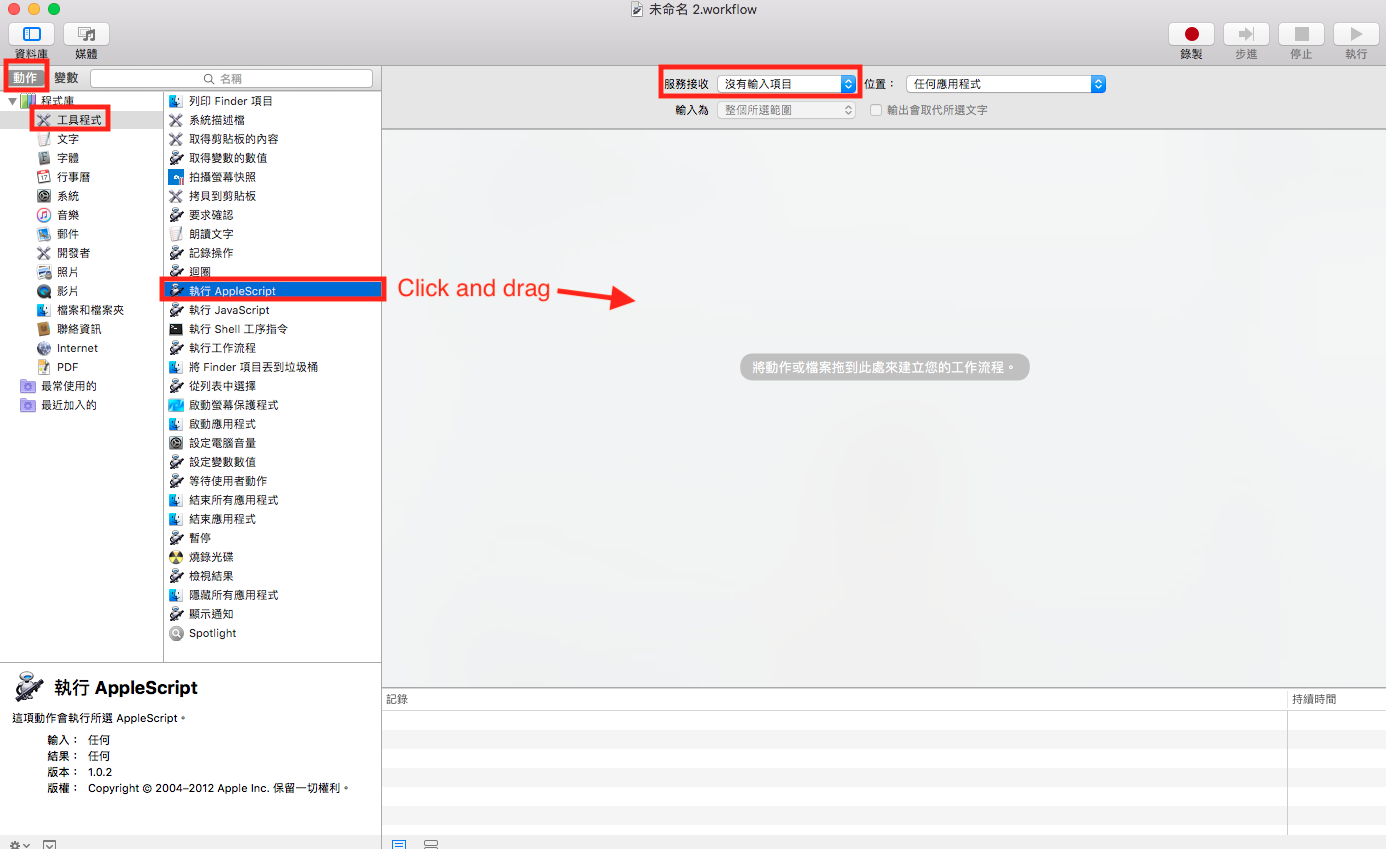 未命名 2.workflow
資料庫
媒體
錄製
步進
停止
執行
動作
變數
名稱
服務接收
沒有輸入項目
位置：
任何應用程式
輸入為
整個所選範圍
輸出會取代所選文字
程式庫
工具程式
文字
字體
行事曆
系統
音樂
郵件
開發者
照片
影片
檔案和檔案夾
聯絡資訊
Internet
PDF
最常使用的
最近加入的
列印 Finder 項目
系統描述檔
取得剪貼板的內容
取得變數的數值
拍攝螢幕快照
拷貝到剪貼板
要求確認
朗讀文字
記錄操作
迴圈
執行 AppleScript
執行 JavaScript
執行 Shell 工序指令
執行工作流程
將 Finder 項目丟到垃圾桶
從列表中選擇
啟動螢幕保護程式
啟動應用程式
設定電腦音量
設定變數數值
等待使用者動作
結束所有應用程式
結束應用程式
暫停
燒錄光碟
檢視結果
隱藏所有應用程式
顯示通知
Spotlight
Click and drag
將動作或檔案拖到此處來建立您的工作流程。
執行 AppleScript
這項動作會執行所選 AppleScript。
輸入： 任何
結果： 任何
版本： 1.0.2
版權： Copyright © 2004–2012 Apple Inc. 保留一切權利。
記錄
持續時間